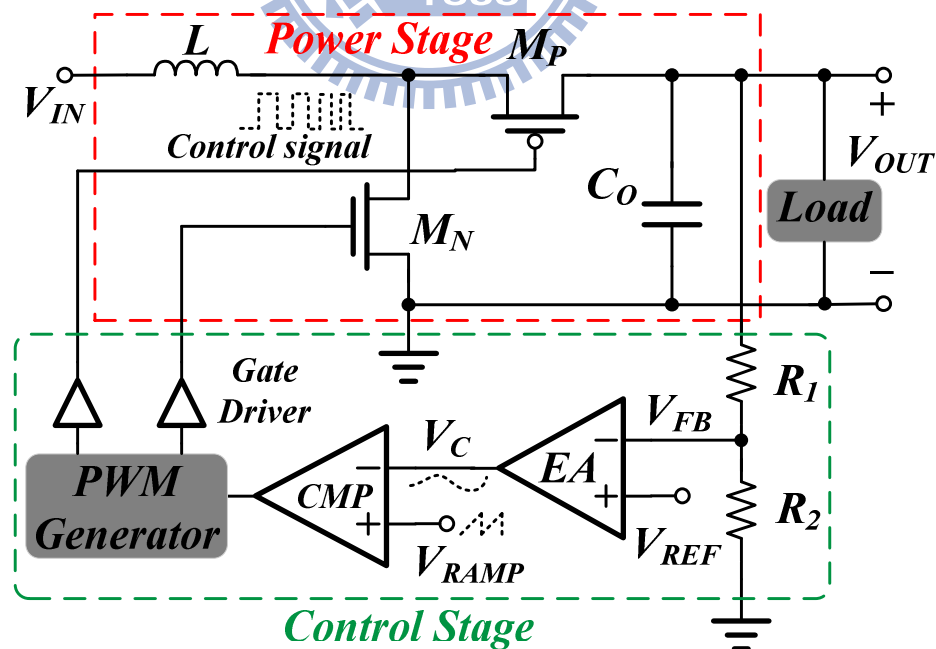 Power Stage
L
M_P
V_IN
Control signal
+
V_OUT
C_O
Load
M_N
−
Gate
Driver
R_1
V_FB
V_C
−
EA
+
−
CMP
+
PWM
Generator
R_2
V_REF
V_RAMP
Control Stage